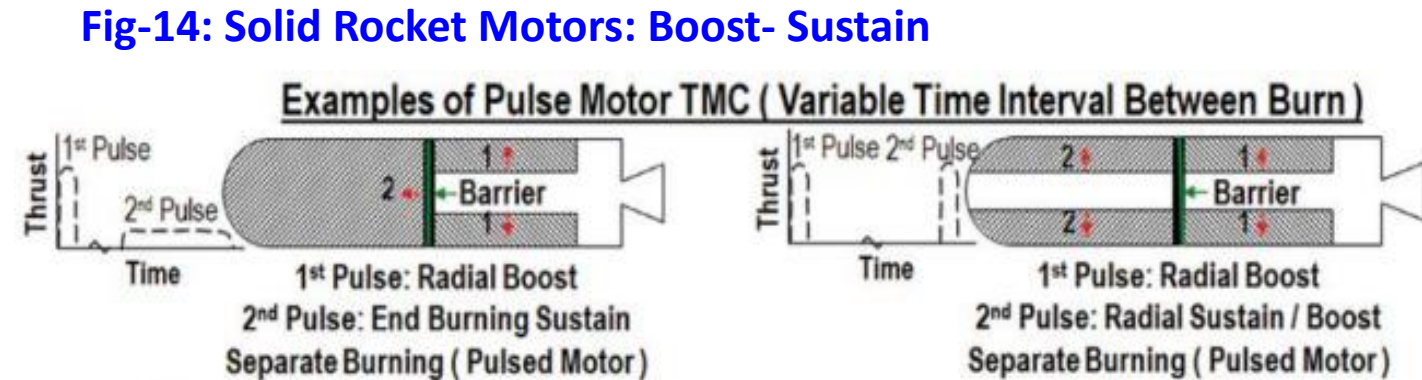 Fig-14: Solid Rocket Motors: Boost- Sustain
Examples of Pulse Motor TMC ( Variable Time Interval Between Burn )
Thrust
1st Pulse
2nd Pulse
Time
2
1
Barrier
1
1st Pulse: Radial Boost
2nd Pulse: End Burning Sustain
Separate Burning ( Pulsed Motor )
Thrust
1st Pulse 2nd Pulse
Time
2
1
Barrier
2
1
1st Pulse: Radial Boost
2nd Pulse: Radial Sustain / Boost
Separate Burning ( Pulsed Motor )